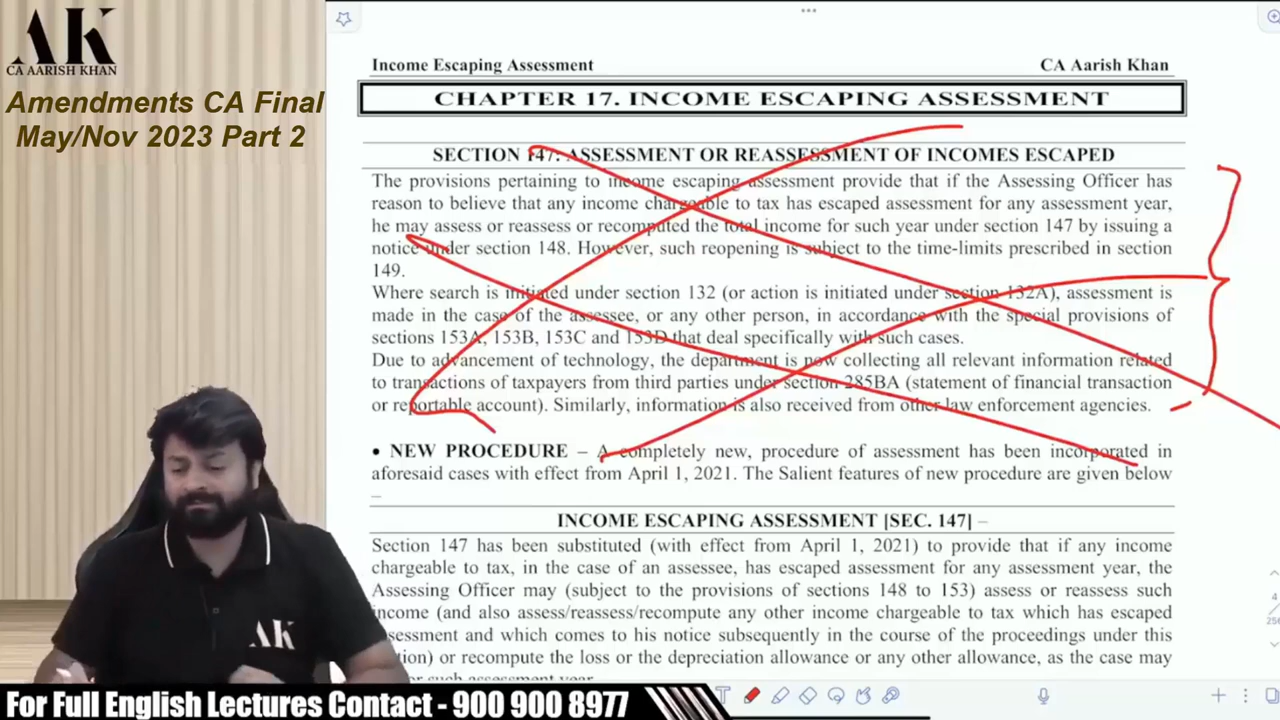 AK
CA AARISH KHAN
Amendments CA Final
May/Nov 2023 Part 2
Income Escaping Assessment CA Aarish Khan
CHAPTER 17. INCOME ESCAPING ASSESSMENT
SECTION 147. ASSESSMENT OR REASSESSMENT OF INCOMES ESCAPED
The provisions pertaining to income escaping assessment provide that if the Assessing Officer has
reason to believe that any income chargeable to tax has escaped assessment for any assessment year,
he may assess or reassess or recomputed the total income for such year under section 147 by issuing a
notice under section 148. However, such reopening is subject to the time-limits prescribed in section
149.
Where search is initiated under section 132 (or action is initiated under section 132A), assessment is
made in the case of the assessee, or any other person, in accordance with the special provisions of
sections 153A, 153B, 153C and 153D that deal specifically with such cases.
Due to advancement of technology, the department is now collecting all relevant information related
to transactions of taxpayers from third parties under section 285BA (statement of financial transaction
or reportable account). Similarly, information is also received from other law enforcement agencies.
• NEW PROCEDURE – A completely new, procedure of assessment has been incorporated in
aforesaid cases with effect from April 1, 2021. The Salient features of new procedure are given below
–
INCOME ESCAPING ASSESSMENT [SEC. 147] –
Section 147 has been substituted (with effect from April 1, 2021) to provide that if any income
chargeable to tax, in the case of an assessee, has escaped assessment for any assessment year, the
Assessing Officer may (subject to the provisions of sections 148 to 153) assess or reassess such
income (and also assess/reassess/recompute any other income chargeable to tax which has escaped
ssessment and which comes to his notice subsequently in the course of the proceedings under this
tion) or recompute the loss or the depreciation allowance or any other allowance, as the case may
such assessment year.
4
256
AK
For Full English Lectures Contact - 900 900 8977